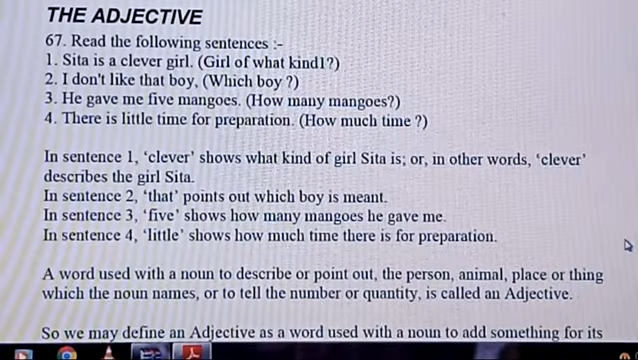 THE ADJECTIVE
67. Read the following sentences :-
1. Sita is a clever girl. (Girl of what kind1?)
2. I don't like that boy, (Which boy ?)
3. He gave me five mangoes. (How many mangoes?)
4. There is little time for preparation. (How much time ?)
In sentence 1, ‘clever’ shows what kind of girl Sita is; or, in other words, ‘clever’
describes the girl Sita.
In sentence 2, ‘that’ points out which boy is meant.
In sentence 3, ‘five’ shows how many mangoes he gave me.
In sentence 4, ‘little’ shows how much time there is for preparation.
A word used with a noun to describe or point out, the person, animal, place or thing
which the noun names, or to tell the number or quantity, is called an Adjective.
So we may define an Adjective as a word used with a noun to add something for its